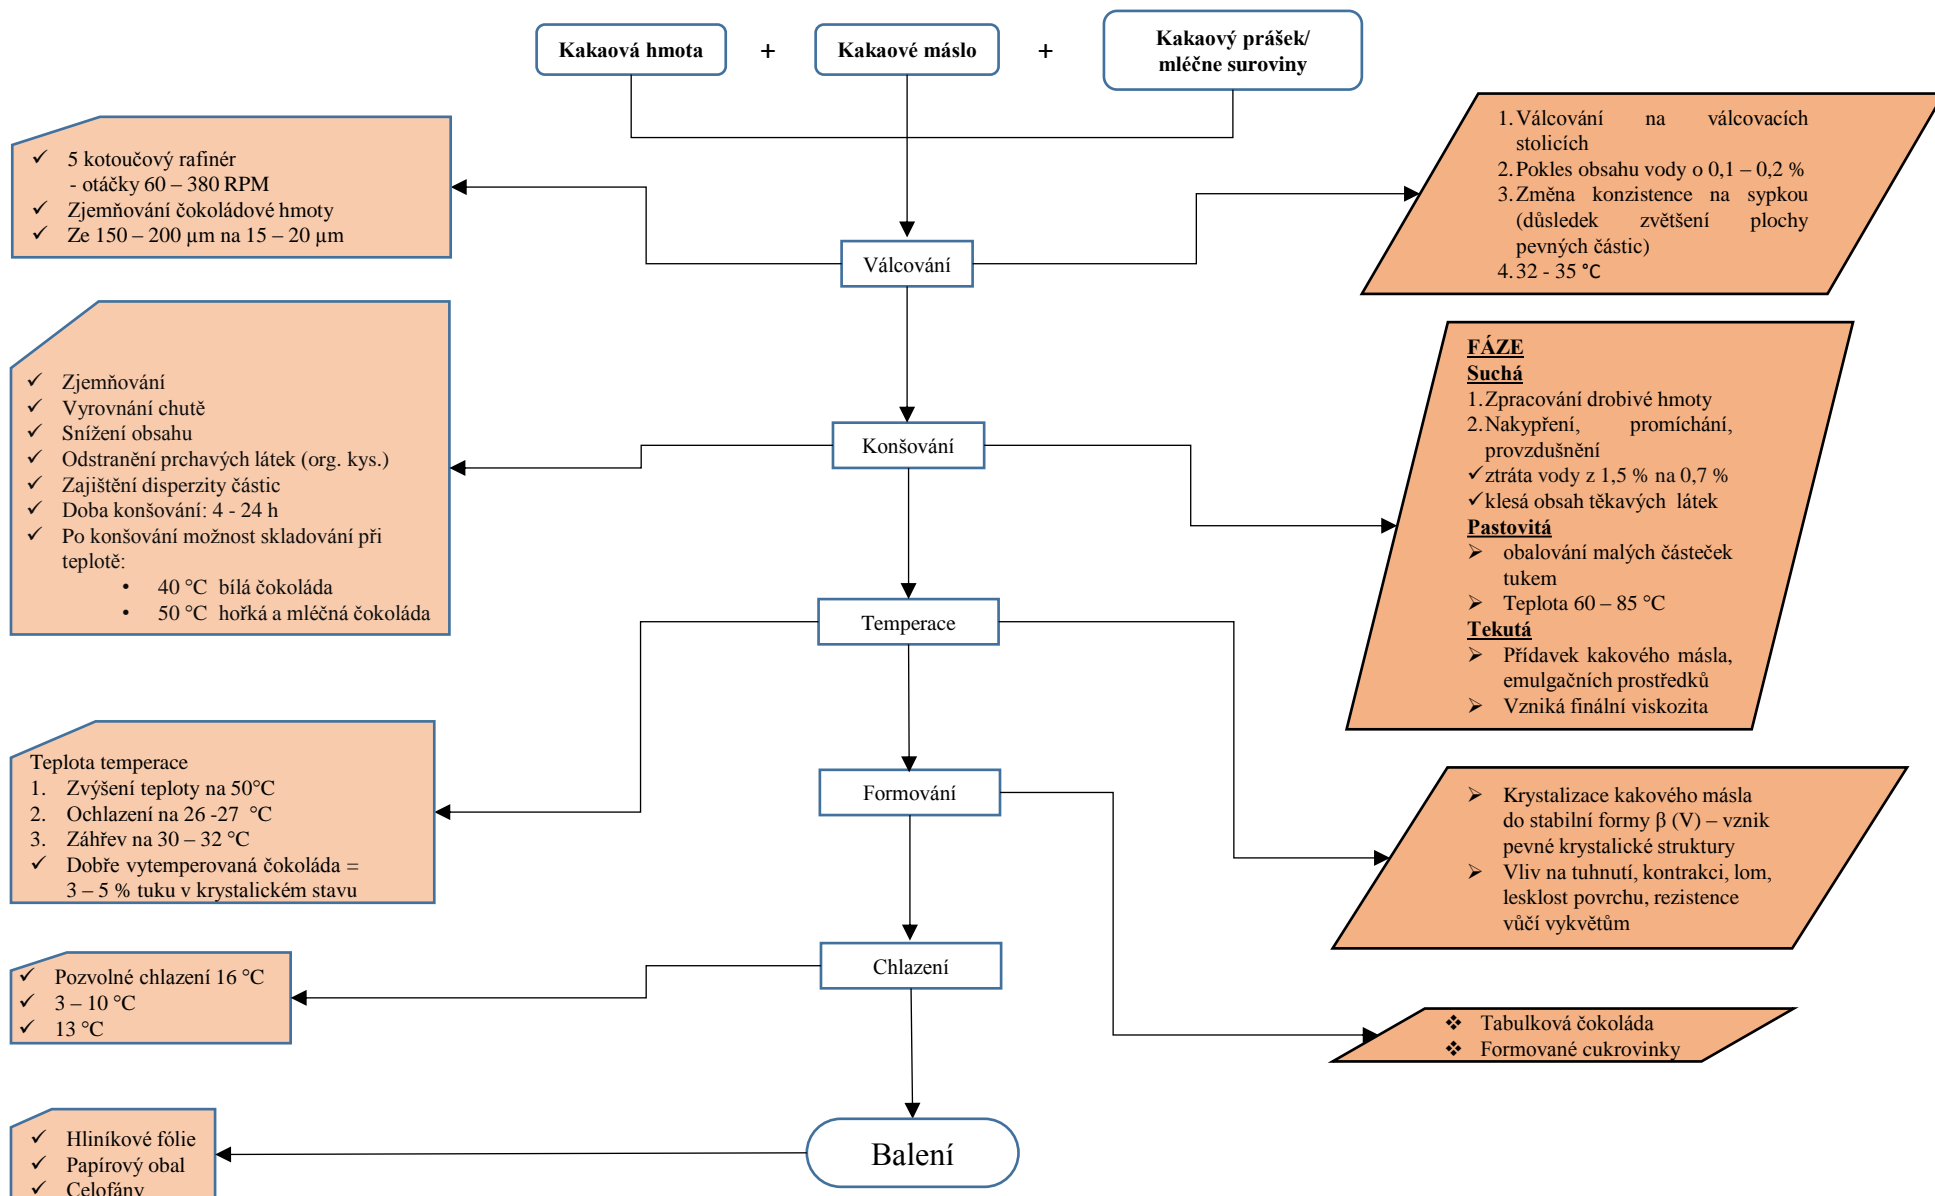 Kakaová hmota + Kakaové máslo + Kakaový prášek/
mléčne suroviny
✓ 5 kotoučový rafinér
- otáčky 60 – 380 RPM
✓ Zjemňování čokoládové hmoty
✓ Ze 150 – 200 µm na 15 – 20 µm
Válcování
1. Válcování na válcovacích
stolicích
2. Pokles obsahu vody o 0,1 – 0,2 %
3. Změna konzistence na sypkou
(důsledek zvětšení plochy
pevných částic)
4. 32 - 35 °C
✓ Zjemňování
✓ Vyrovnání chutě
✓ Snížení obsahu
✓ Odstranění prchavých látek (org. kys.)
✓ Zajištění disperzity částic
✓ Doba konšování: 4 - 24 h
✓ Po konšování možnost skladování při
teplotě:
• 40 °C bílá čokoláda
• 50 °C hořká a mléčná čokoláda
Konšování
FÁZE
Suchá
1. Zpracování drobivé hmoty
2. Nakypření, promíchání,
provzdušnění
✓ ztráta vody z 1,5 % na 0,7 %
✓ klesá obsah těkavých látek
Pastovitá
➢ obalování malých částeček
tukem
➢ Teplota 60 – 85 °C
Tekutá
➢ Přídavek kakového másla,
emulgačních prostředků
➢ Vzniká finální viskozita
Temperace
Teplota temperace
1. Zvýšení teploty na 50°C
2. Ochlazení na 26 -27 °C
3. Záhřev na 30 – 32 °C
✓ Dobře vytemperovaná čokoláda =
3 – 5 % tuku v krystalickém stavu
Formování
➢ Krystalizace kakového másla
do stabilní formy β (V) – vznik
pevné krystalické struktury
➢ Vliv na tuhnutí, kontrakci, lom,
lesklost povrchu, rezistence
vůčí vykvětům
Chlazení
✓ Pozvolné chlazení 16 °C
✓ 3 – 10 °C
✓ 13 °C
❖ Tabulková čokoláda
❖ Formované cukrovinky
Balení
✓ Hliníkové fólie
✓ Papírový obal
✓ Celofány